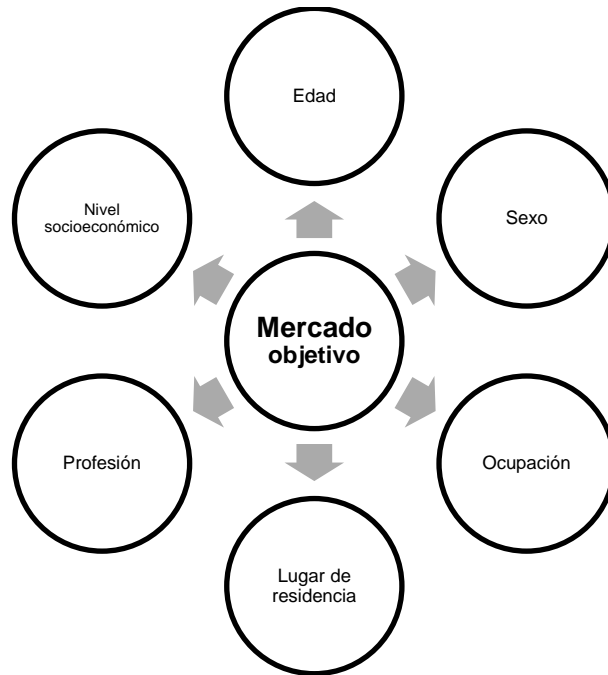 Edad
Nivel
socioeconómico
Sexo
Mercado
objetivo
Profesión
Ocupación
Lugar de
residencia